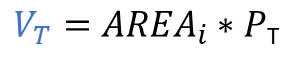 V_T = AREA_i * P_T